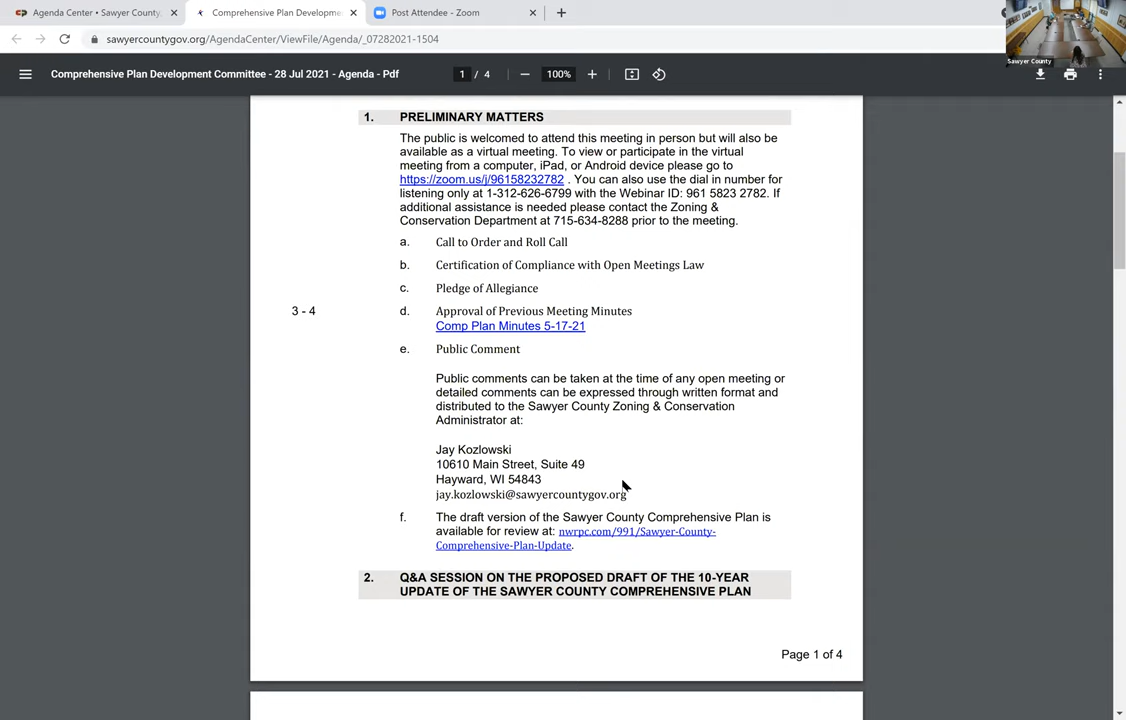 Agenda Center • Sawyer County,
Comprehensive Plan Developme
Post Attendee - Zoom
sawyercountygov.org/AgendaCenter/ViewFile/Agenda/_07282021-1504
Comprehensive Plan Development Committee - 28 Jul 2021 - Agenda - Pdf
1 / 4
100%
Sawyer County
1. PRELIMINARY MATTERS
The public is welcomed to attend this meeting in person but will also be
available as a virtual meeting. To view or participate in the virtual
meeting from a computer, iPad, or Android device please go to
https://zoom.us/j/96158232782 . You can also use the dial in number for
listening only at 1-312-626-6799 with the Webinar ID: 961 5823 2782. If
additional assistance is needed please contact the Zoning &
Conservation Department at 715-634-8288 prior to the meeting.
a. Call to Order and Roll Call
b. Certification of Compliance with Open Meetings Law
c. Pledge of Allegiance
3 - 4 d. Approval of Previous Meeting Minutes
Comp Plan Minutes 5-17-21
e. Public Comment
Public comments can be taken at the time of any open meeting or
detailed comments can be expressed through written format and
distributed to the Sawyer County Zoning & Conservation
Administrator at:
Jay Kozlowski
10610 Main Street, Suite 49
Hayward, WI 54843
jay.kozlowski@sawyercountygov.org
f. The draft version of the Sawyer County Comprehensive Plan is
available for review at: nwrpc.com/991/Sawyer-County-
Comprehensive-Plan-Update.
2. Q&A SESSION ON THE PROPOSED DRAFT OF THE 10-YEAR
UPDATE OF THE SAWYER COUNTY COMPREHENSIVE PLAN
Page 1 of 4